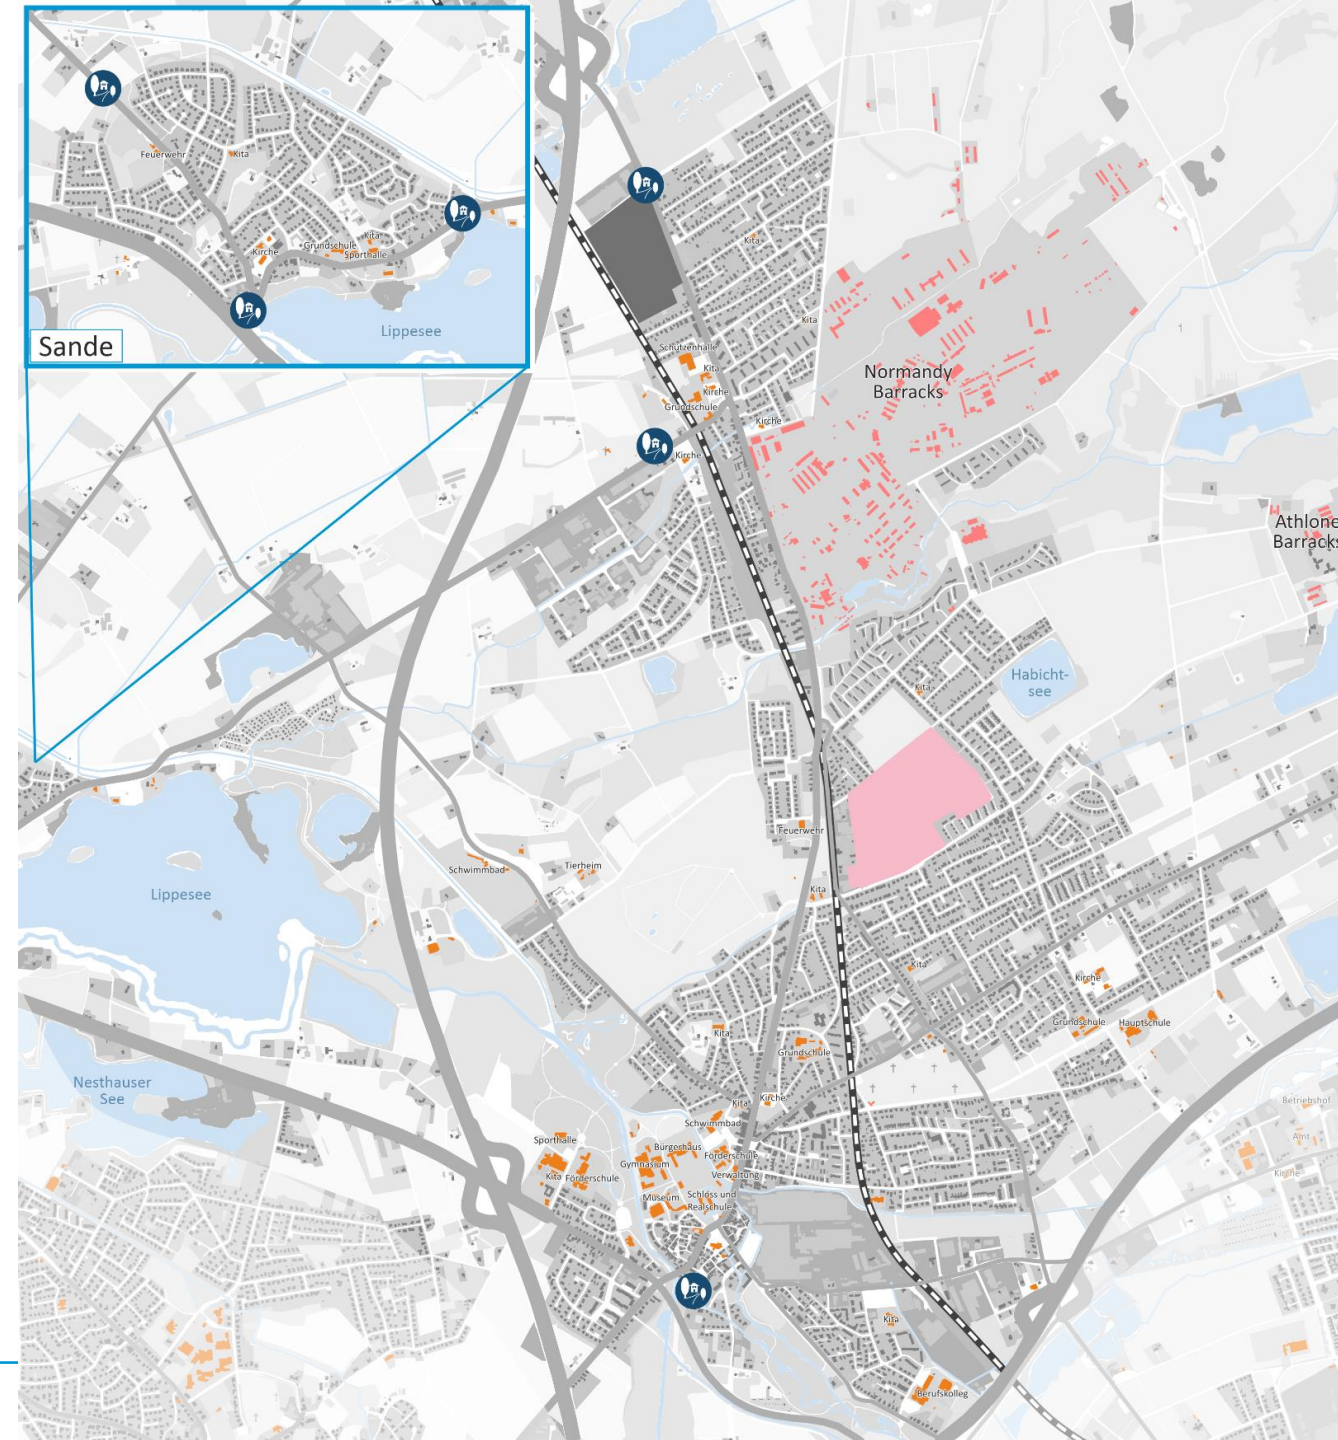 Feuerwehr
Kita
Kita
Grundschule
Kirche
Sporthalle
Lippesee
Sande
Kita
Kita
Schützenhalle
Kita
Kirche
Grundschule
Kirche
Kirche
Normandy
Barracks
Athlone
Barracks
Habicht-
see
Kita
Feuerwehr
Schwimmbad
Tierheim
Kita
Lippesee
Kita
Kirche
Grundschule
Hauptschule
Kita
Grundschule
Nesthauser
See
Kita
Kirche
Betriebshof
Schwimmbad
Amt
Sporthalle
Bürgerhaus
Förderschule
Gymnasium
Verwaltung
Kirche
Kita
Förderschule
Museum
Schloss und
Realschule
Kita
Berufskolleg